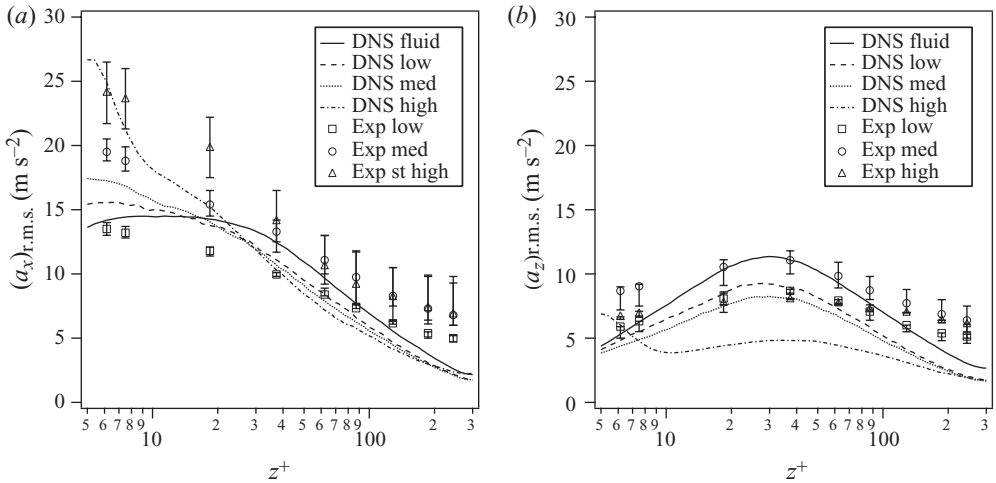 (a)
30
25
20
15
10
5
0
(a_x)r.m.s. (m s−2)
DNS fluid
DNS low
DNS med
DNS high
Exp low
Exp med
Exp st high
5 6 7 8 9 2 3 4 5 6 7 8 9 2 3
10 100
z+
(b)
30
25
20
15
10
5
0
(a_z)r.m.s. (m s−2)
DNS fluid
DNS low
DNS med
DNS high
Exp low
Exp med
Exp high
5 6 7 8 9 2 3 4 5 6 7 8 9 2 3
10 100
z+